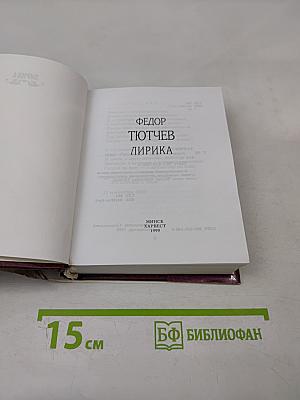 ФЕДОР
ТЮТЧЕВ
ЛИРИКА
МИНСК
ХАРВЕСТ
1999
15 см
БФ БИБЛИОФАН